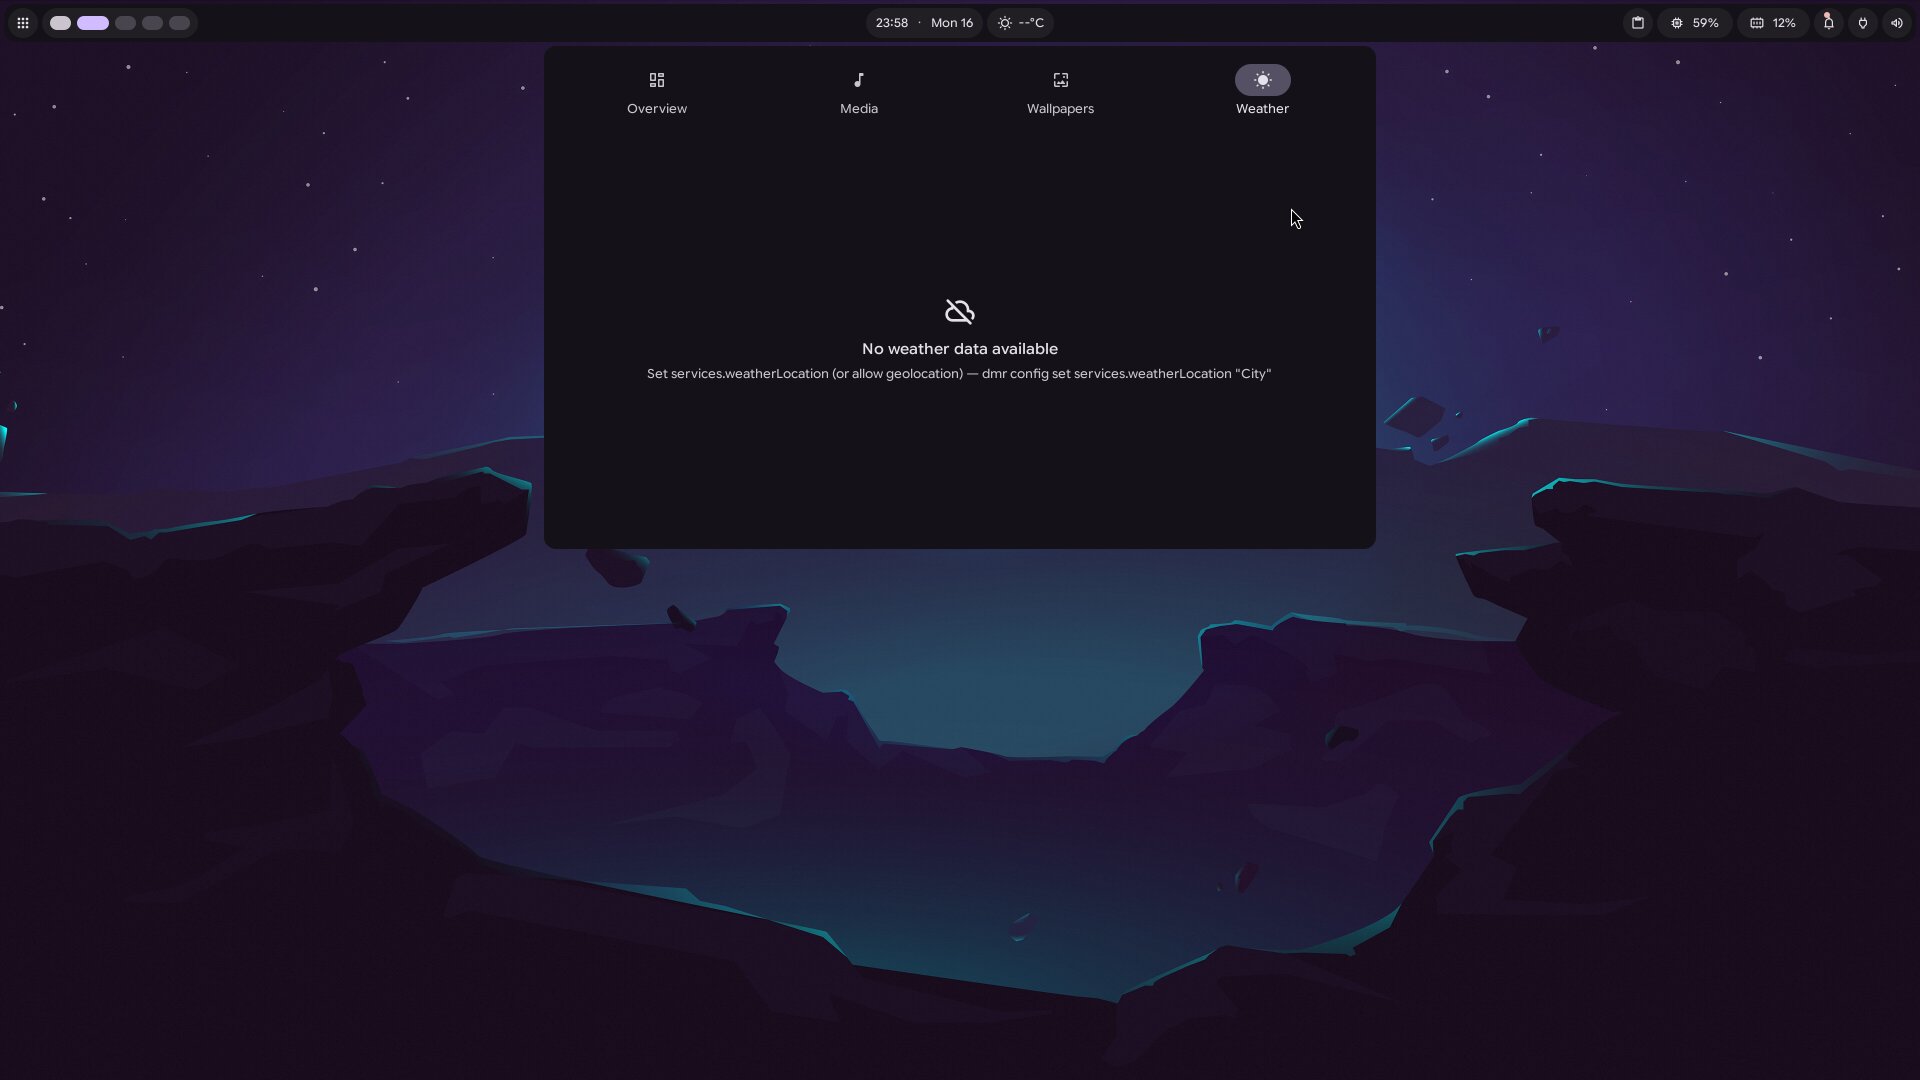 23:58 · Mon 16
--°C
59%
12%
Overview
Media
Wallpapers
Weather
No weather data available
Set services.weatherLocation (or allow geolocation) — dmr config set services.weatherLocation "City"